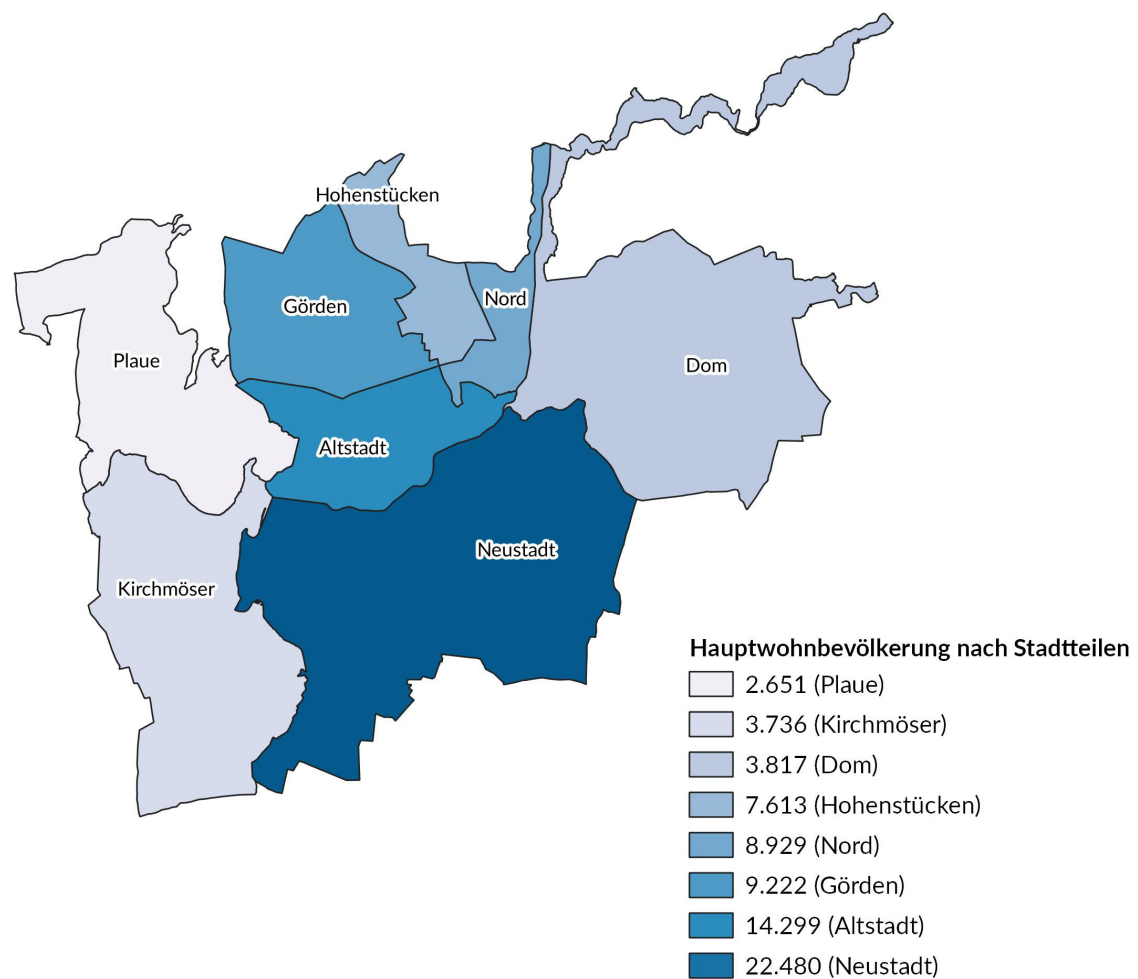 Hohenstücken
Görden
Nord
Plaue
Dom
Altstadt
Neustadt
Kirchmöser
Hauptwohnbevölkerung nach Stadtteilen
2.651 (Plaue)
3.736 (Kirchmöser)
3.817 (Dom)
7.613 (Hohenstücken)
8.929 (Nord)
9.222 (Görden)
14.299 (Altstadt)
22.480 (Neustadt)